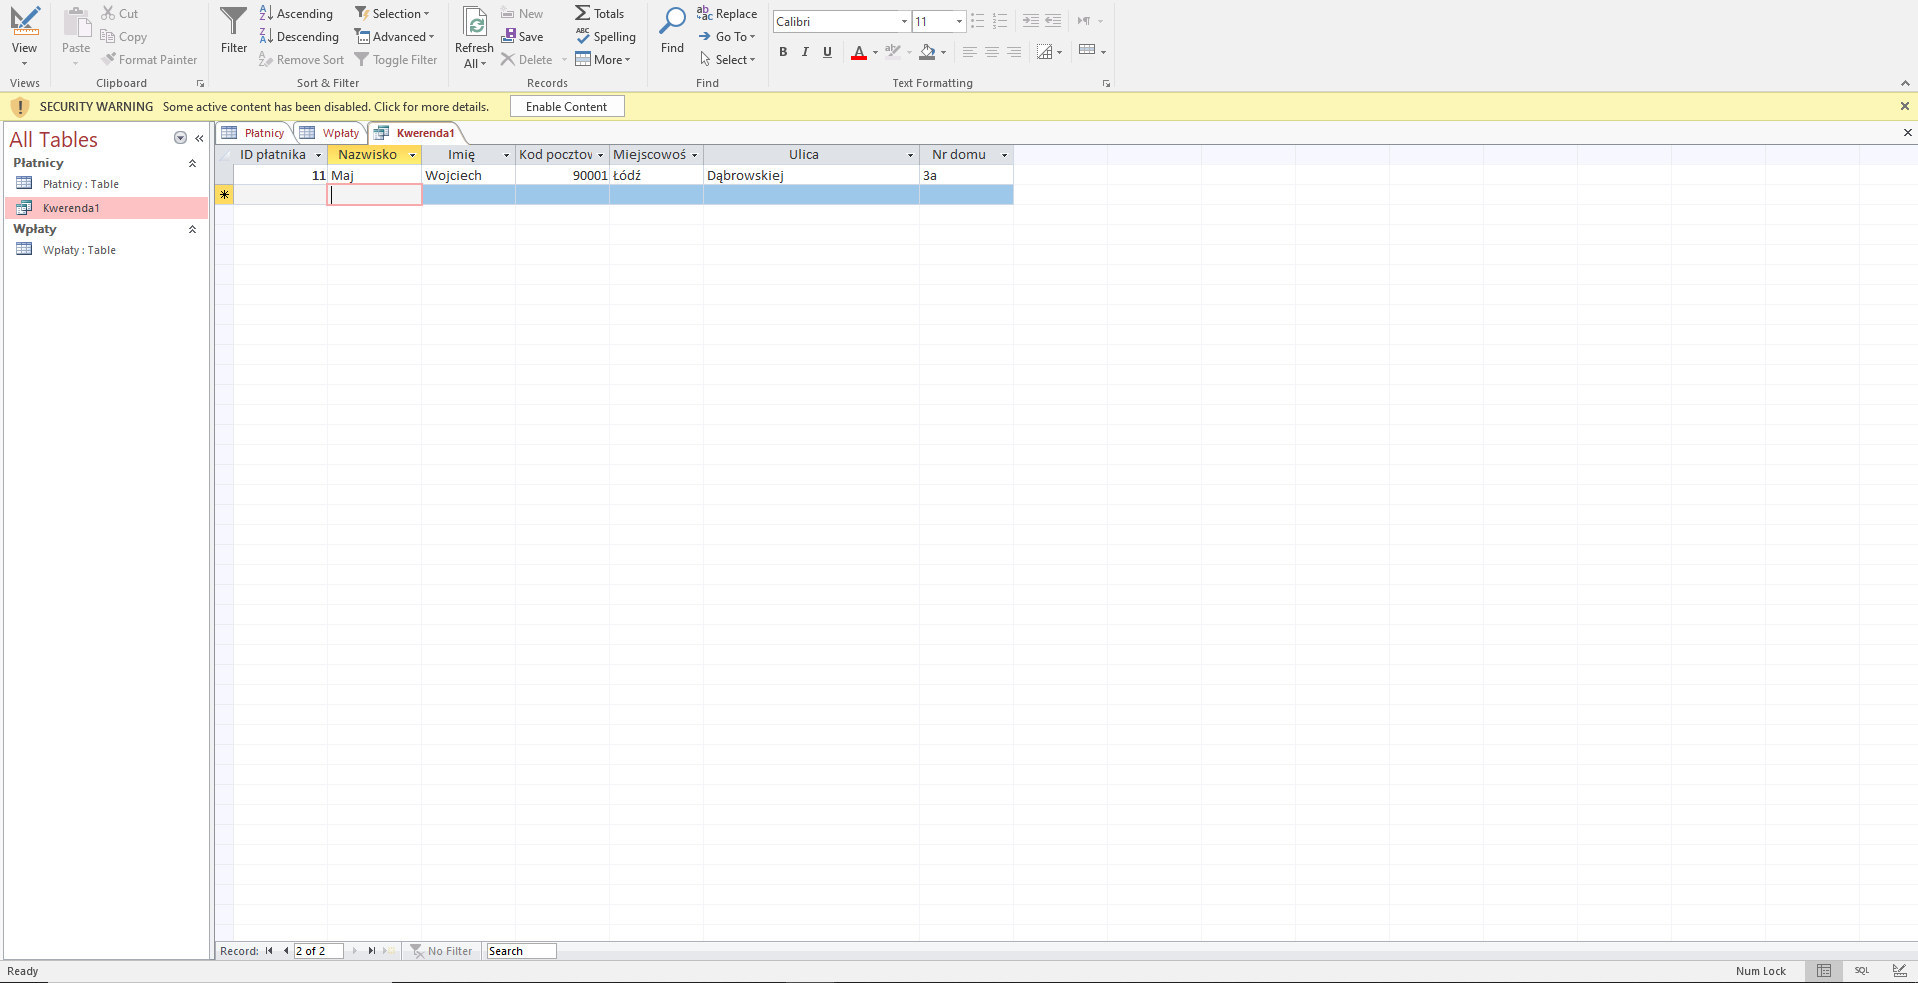 View
Views
Paste
Cut
Copy
Format Painter
Clipboard
Filter
Ascending
Descending
Remove Sort
Selection
Advanced
Toggle Filter
Sort & Filter
Refresh
All
New
Save
Delete
Totals
Spelling
More
Records
Find
Replace
Go To
Select
Find
Calibri
11
B I U A
Text Formatting
SECURITY WARNING Some active content has been disabled. Click for more details. Enable Content
All Tables
Płatnicy
Płatnicy : Table
Kwerenda1
Wpłaty
Wpłaty : Table
Płatnicy Wpłaty Kwerenda1
ID płatnika Nazwisko Imię Kod pocztow Miejscowoś Ulica Nr domu
11 Maj Wojciech 90001 Łódź Dąbrowskiej 3a
Record: 2 of 2 No Filter Search
Ready Num Lock SQL